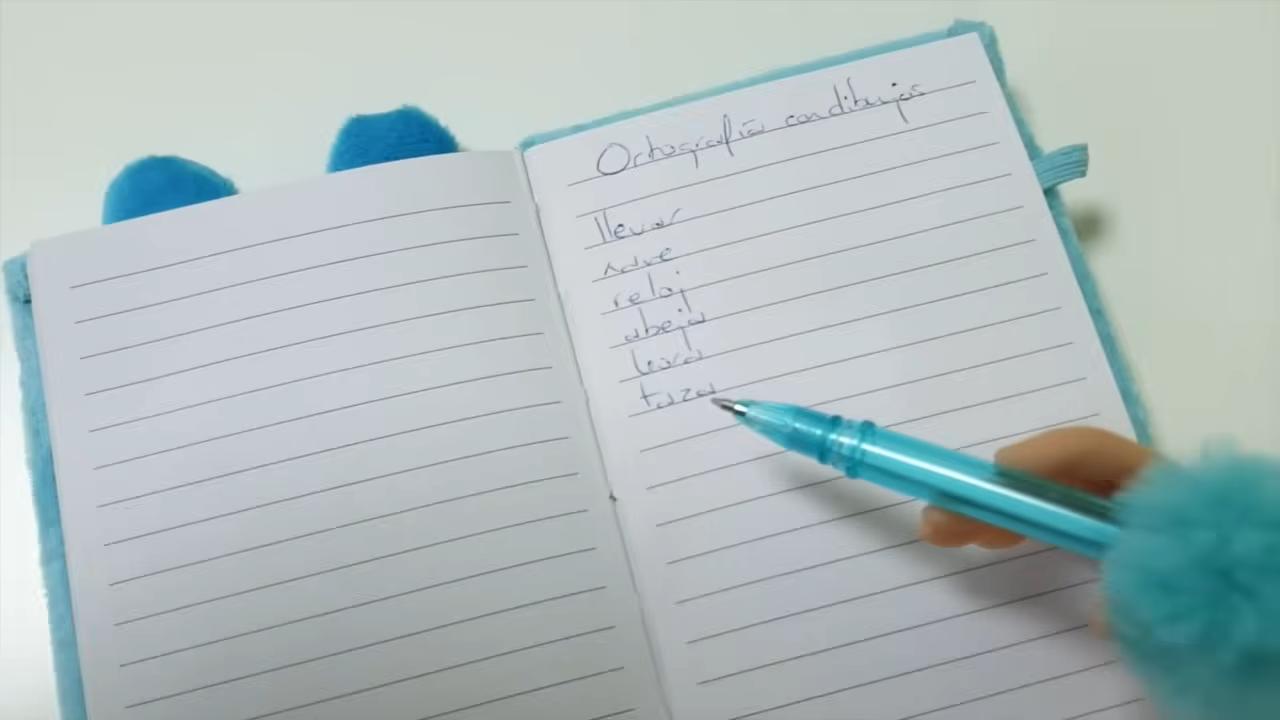 Ortografía con dibujos
llevar
nave
reloj
abeja
lava
taza